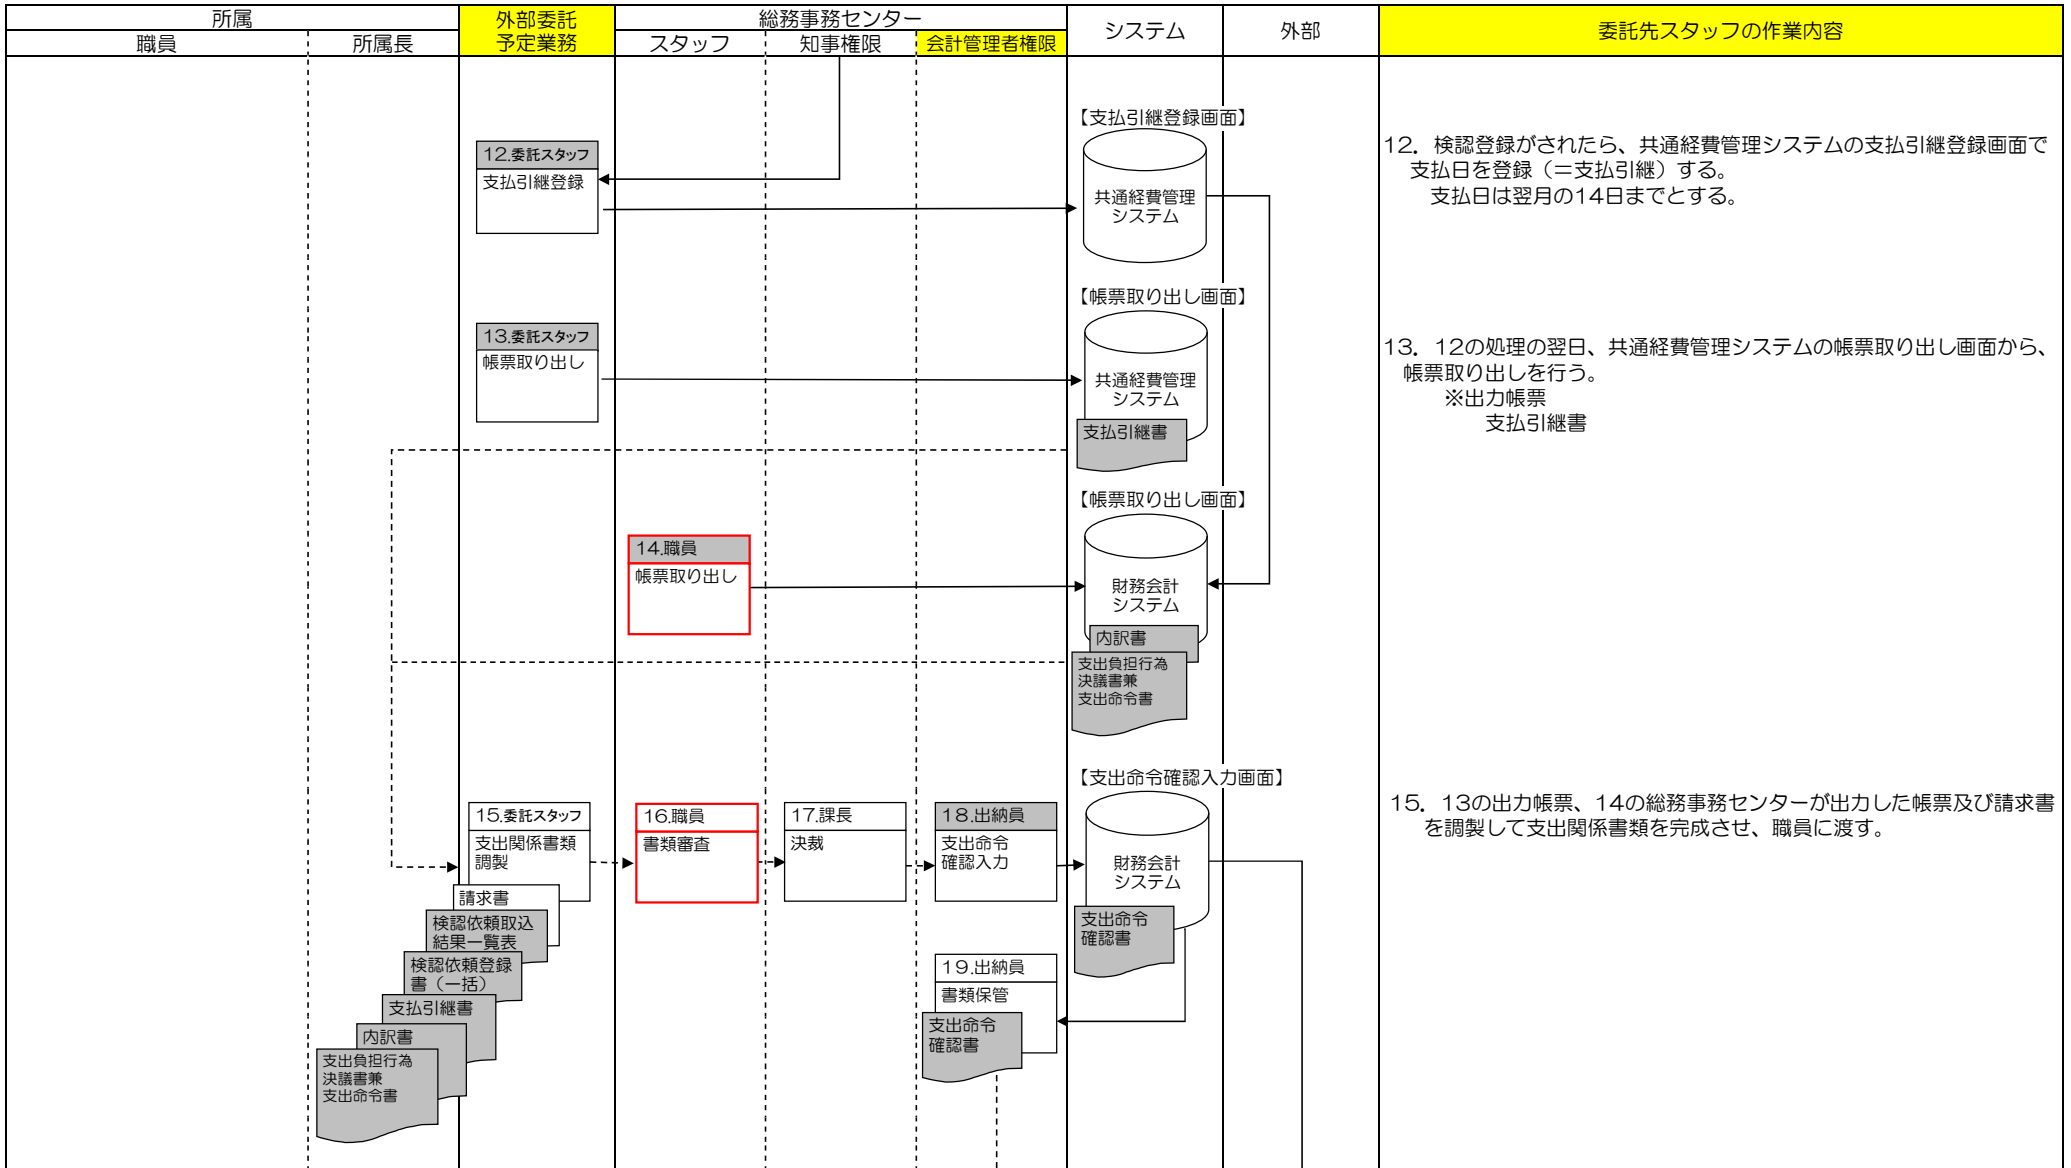 所属
職員
所属長
外部委託
予定業務
総務事務センター
スタッフ
知事権限
会計管理者権限
システム
外部
委託先スタッフの作業内容
12.委託スタッフ
支払引継登録
【支払引継登録画面】
共通経費管理
システム
12．検認登録がされたら、共通経費管理システムの支払引継登録画面で
支払日を登録（＝支払引継）する。
支払日は翌月の14日までとする。
13.委託スタッフ
帳票取り出し
【帳票取り出し画面】
共通経費管理
システム
支払引継書
13．12の処理の翌日、共通経費管理システムの帳票取り出し画面から、
帳票取り出しを行う。
※出力帳票
支払引継書
14.職員
帳票取り出し
【帳票取り出し画面】
財務会計
システム
内訳書
支出負担行為
決議書兼
支出命令書
15.委託スタッフ
支出関係書類
調製
請求書
検認依頼取込
結果一覧表
検認依頼登録
書（一括）
支払引継書
内訳書
支出負担行為
決議書兼
支出命令書
16.職員
書類審査
17.課長
決裁
18.出納員
支出命令
確認入力
【支出命令確認入力画面】
財務会計
システム
支出命令
確認書
19.出納員
書類保管
支出命令
確認書
15．13の出力帳票、14の総務事務センターが出力した帳票及び請求書
を調製して支出関係書類を完成させ、職員に渡す。